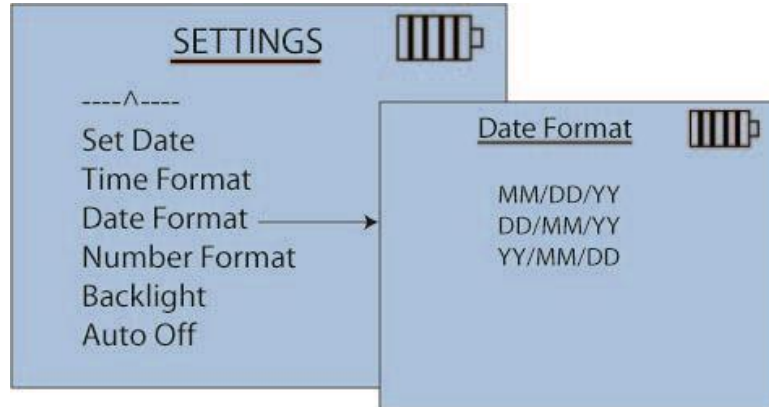 SETTINGS
----^----
Set Date
Time Format
Date Format
Number Format
Backlight
Auto Off
Date Format
MM/DD/YY
DD/MM/YY
YY/MM/DD